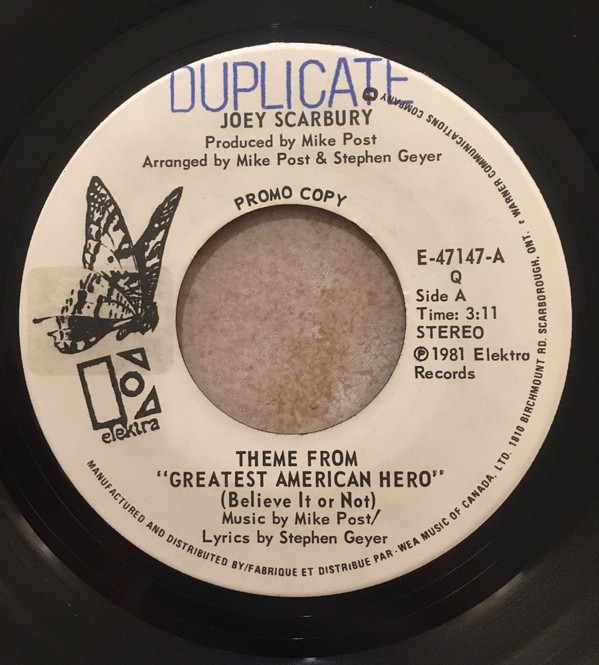 DUPLICATE
JOEY SCARBURY
Produced by Mike Post
Arranged by Mike Post & Stephen Geyer
PROMO COPY
E-47147-A
Q
Side A
Time: 3:11
STEREO
Ⓟ1981 Elektra
Records
elektra
THEME FROM
"GREATEST AMERICAN HERO"
(Believe It or Not)
Music by Mike Post/
Lyrics by Stephen Geyer
MANUFACTURED AND DISTRIBUTED BY/FABRIQUE ET DISTRIBUE PAR-WEA MUSIC OF CANADA, LTD. 1810 BIRCHMOUNT RD. SCARBOROUGH, ONT. a WARNER COMMUNICATIONS COMPANY